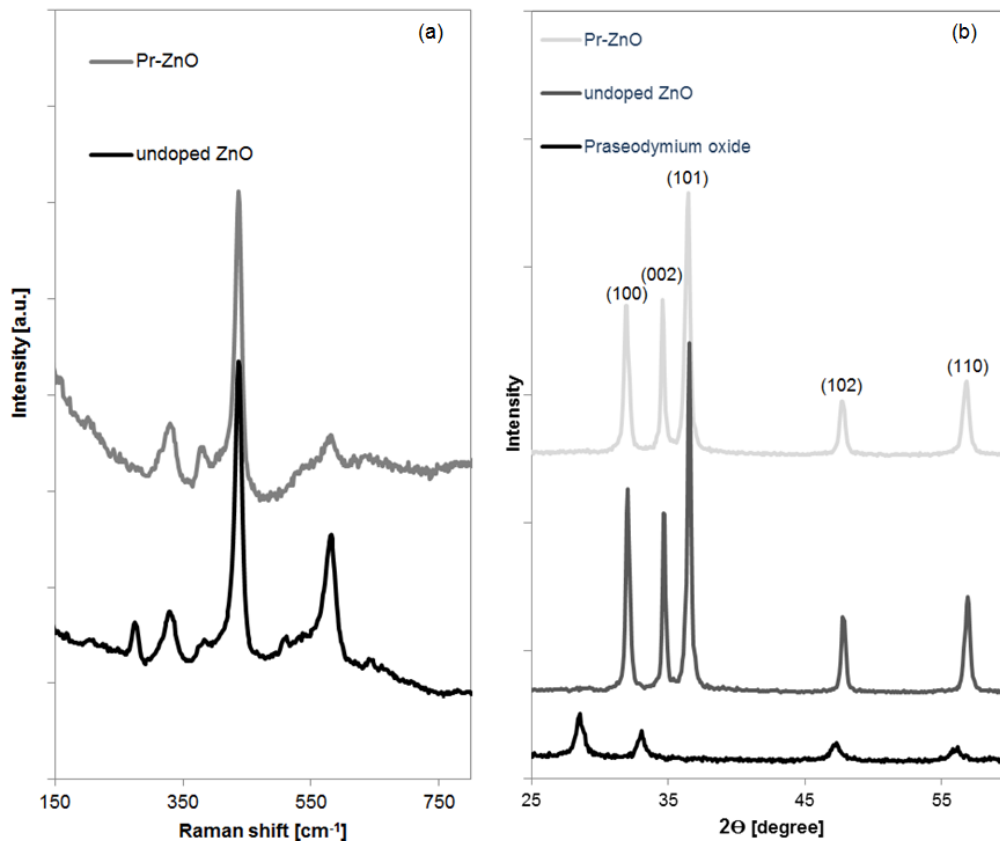 (a)
Pr-ZnO
undoped ZnO
Intensity [a.u.]
150 350 550 750
Raman shift [cm-1]
(b)
Pr-ZnO
undoped ZnO
Praseodymium oxide
(101)
(002)
(100)
(102)
(110)
Intensity
25 35 45 55
2Θ [degree]